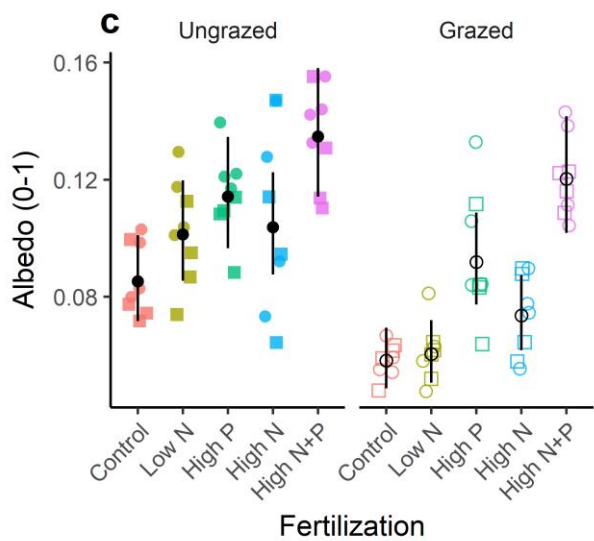 c
Ungrazed
Grazed
Albedo (0-1)
0.16
0.12
0.08
Control
Low N
High P
High N
High N+P
Control
Low N
High P
High N
High N+P
Fertilization